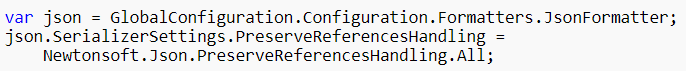 var json = GlobalConfiguration.Configuration.Formatters.JsonFormatter;
json.SerializerSettings.PreserveReferencesHandling =
    Newtonsoft.Json.PreserveReferencesHandling.All;